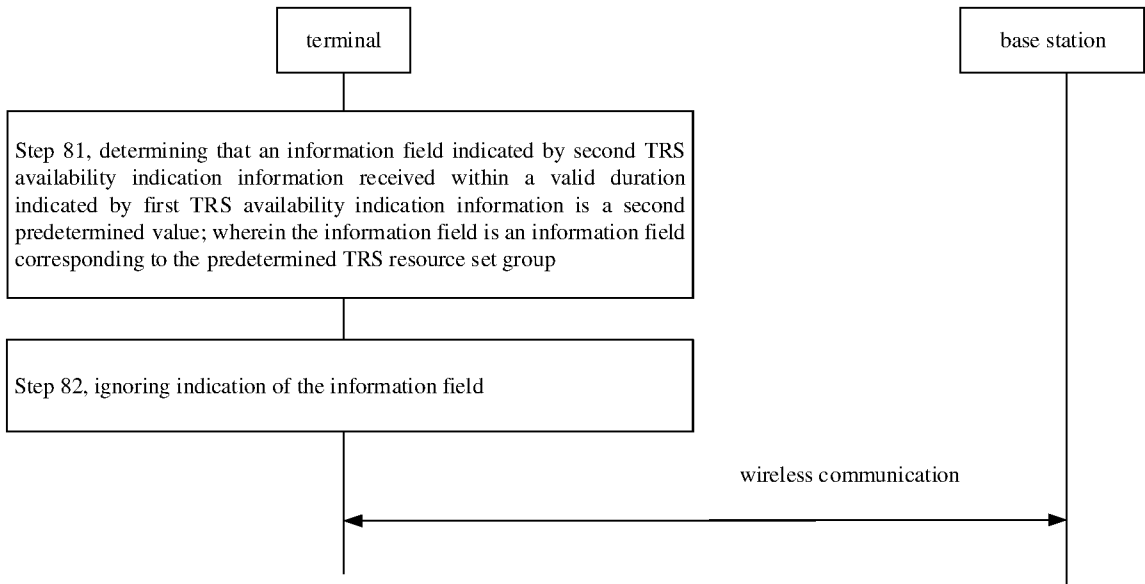 terminal
base station
Step 81, determining that an information field indicated by second TRS
availability indication information received within a valid duration
indicated by first TRS availability indication information is a second
predetermined value; wherein the information field is an information field
corresponding to the predetermined TRS resource set group
Step 82, ignoring indication of the information field
wireless communication